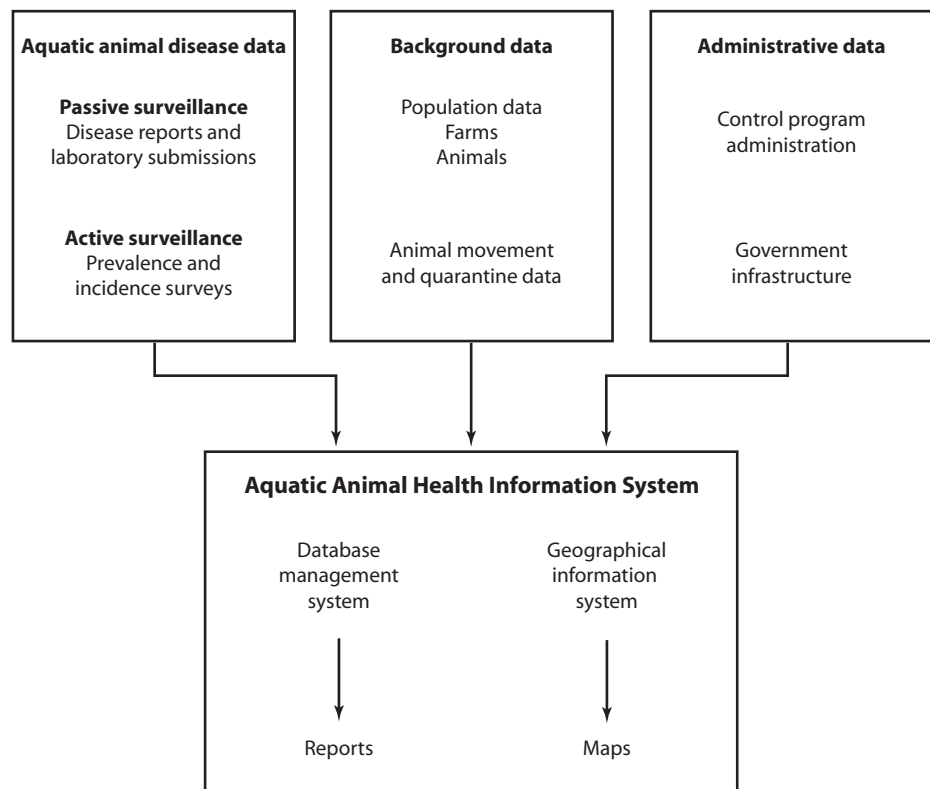 Aquatic animal disease data
Passive surveillance
Disease reports and
laboratory submissions
Active surveillance
Prevalence and
incidence surveys
Background data
Population data
Farms
Animals
Animal movement
and quarantine data
Administrative data
Control program
administration
Government
infrastructure
Aquatic Animal Health Information System
Database
management
system
Reports
Geographical
information
system
Maps